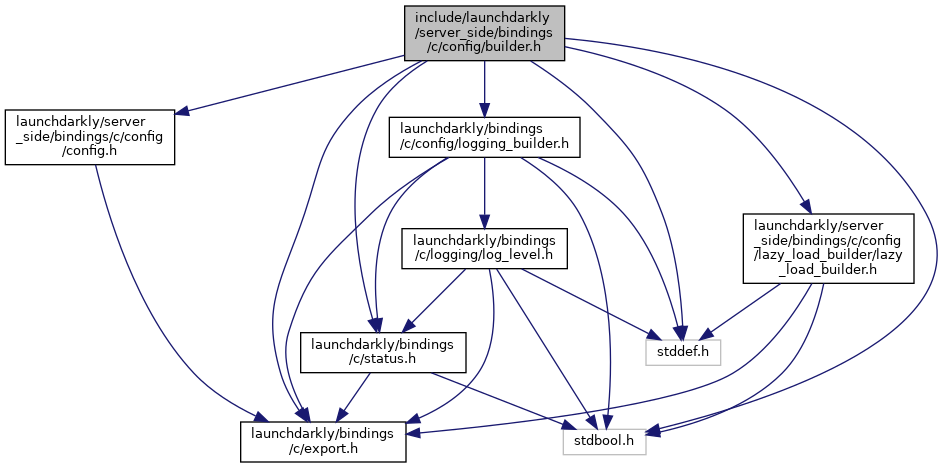 include/launchdarkly
/server_side/bindings
/c/config/builder.h
launchdarkly/server
_side/bindings/c/config
/config.h
launchdarkly/bindings
/c/config/logging_builder.h
launchdarkly/server
_side/bindings/c/config
/lazy_load_builder/lazy
_load_builder.h
launchdarkly/bindings
/c/logging/log_level.h
launchdarkly/bindings
/c/status.h
stddef.h
launchdarkly/bindings
/c/export.h
stdbool.h